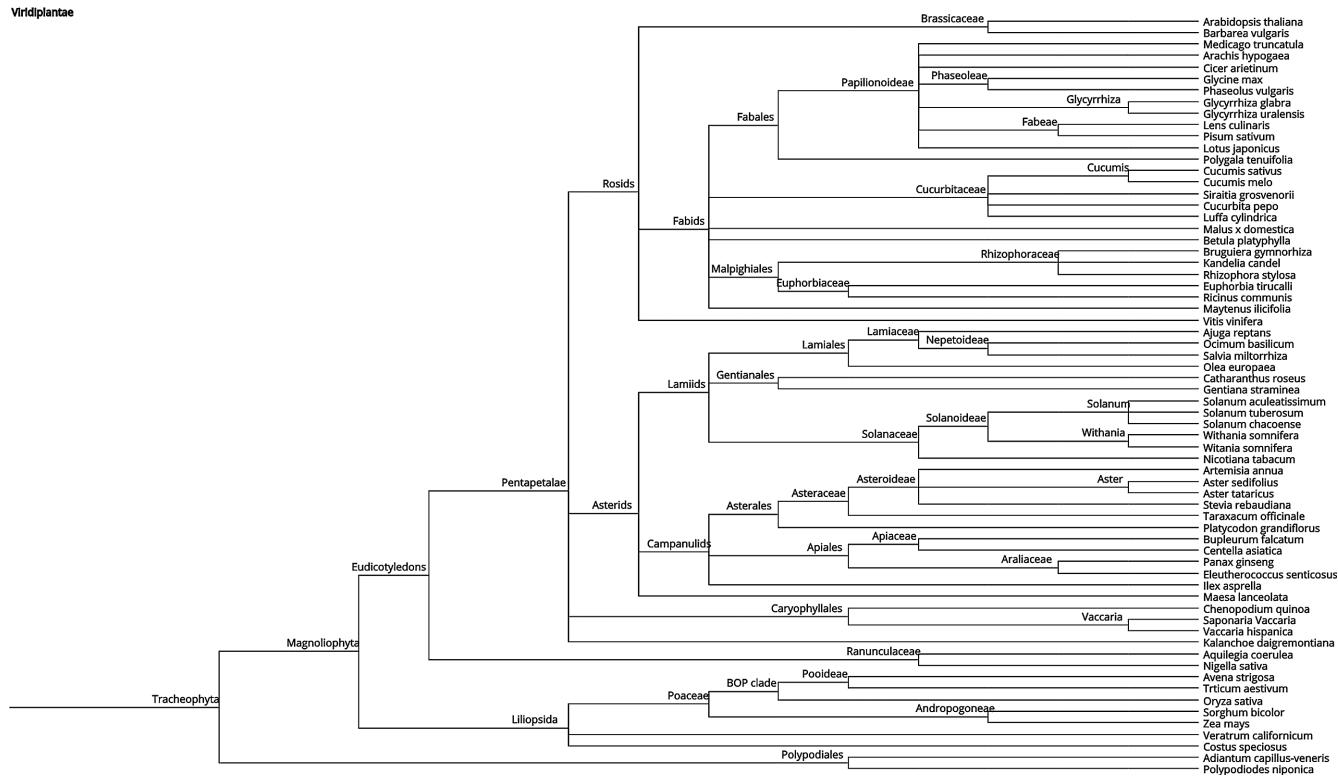 Viridiplantae
Brassicaceae
Arabidopsis thaliana
Barbarea vulgaris
Medicago truncatula
Arachis hypogaea
Cicer arietinum
Phaseoleae
Glycine max
Papilionoideae
Phaseolus vulgaris
Glycyrrhiza
Glycyrrhiza glabra
Glycyrrhiza uralensis
Fabales
Fabeae
Lens culinaris
Pisum sativum
Lotus japonicus
Polygala tenuifolia
Cucumis
Cucumis sativus
Cucumis melo
Rosids
Cucurbitaceae
Siraitia grosvenorii
Cucurbita pepo
Luffa cylindrica
Fabids
Malus x domestica
Betula platyphylla
Rhizophoraceae
Bruguiera gymnorhiza
Kandelia candel
Malpighiales
Rhizophora stylosa
Euphorbiaceae
Euphorbia tirucalli
Ricinus communis
Maytenus ilicifolia
Vitis vinifera
Lamiaceae
Ajuga reptans
Lamiales
Nepetoideae
Ocimum basilicum
Salvia miltorrhiza
Olea europaea
Gentianales
Catharanthus roseus
Lamiids
Gentiana straminea
Solanum
Solanum aculeatissimum
Solanoideae
Solanum tuberosum
Solanum chacoense
Solanaceae
Withania
Withania somnifera
Witania somnifera
Nicotiana tabacum
Artemisia annua
Pentapetalae
Asteroideae
Aster
Aster sedifolius
Asteraceae
Aster tataricus
Asterids
Asterales
Stevia rebaudiana
Taraxacum officinale
Platycodon grandiflorus
Campanulids
Apiaceae
Bupleurum falcatum
Apiales
Centella asiatica
Eudicotyledons
Araliaceae
Panax ginseng
Eleutherococcus senticosus
Ilex asprella
Maesa lanceolata
Caryophyllales
Chenopodium quinoa
Vaccaria
Saponaria Vaccaria
Vaccaria hispanica
Magnoliophyta
Kalanchoe daigremontiana
Ranunculaceae
Aquilegia coerulea
Nigella sativa
Pooideae
Avena strigosa
BOP clade
Trticum aestivum
Tracheophyta
Poaceae
Oryza sativa
Andropogoneae
Sorghum bicolor
Liliopsida
Zea mays
Veratrum californicum
Costus speciosus
Polypodiales
Adiantum capillus-veneris
Polypodiodes niponica